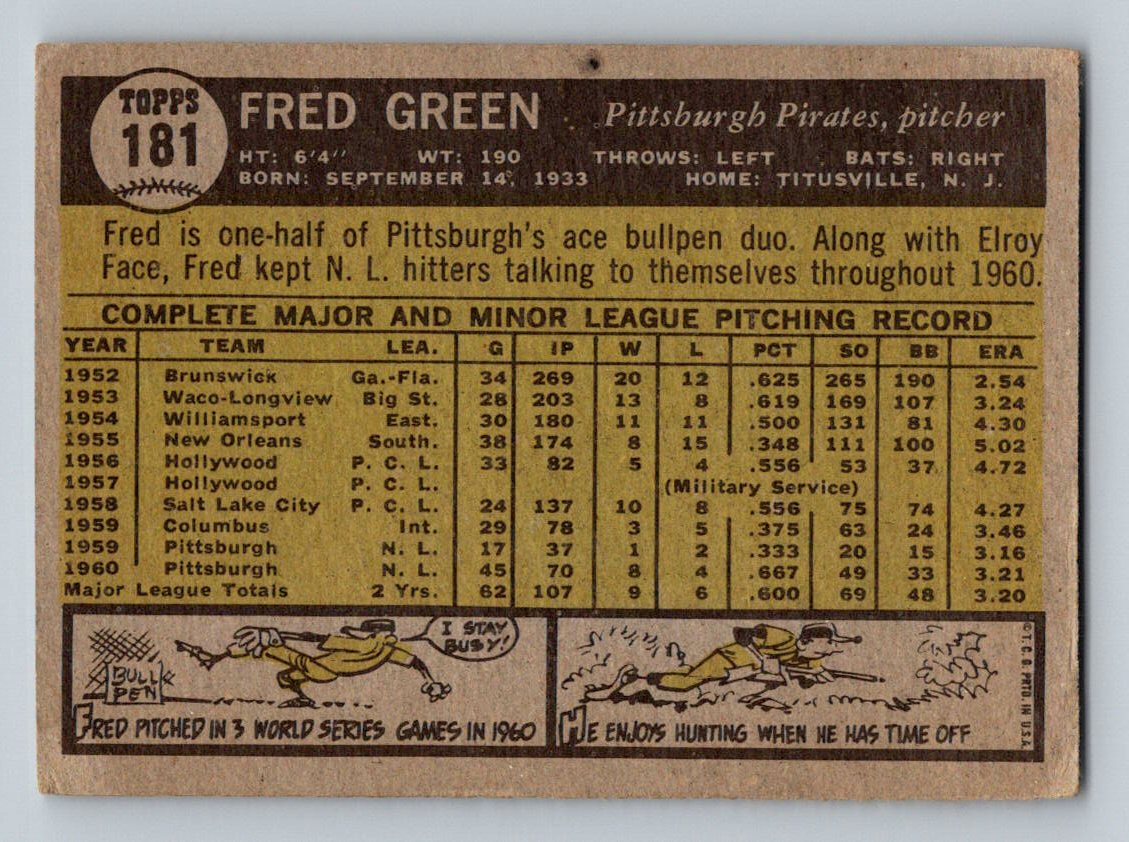 TOPPS
181
FRED GREEN Pittsburgh Pirates, pitcher
HT: 6'4" WT: 190 THROWS: LEFT BATS: RIGHT
BORN: SEPTEMBER 14, 1933 HOME: TITUSVILLE, N. J.
Fred is one-half of Pittsburgh's ace bullpen duo. Along with Elroy
Face, Fred kept N. L. hitters talking to themselves throughout 1960.
COMPLETE MAJOR AND MINOR LEAGUE PITCHING RECORD
YEAR TEAM LEA. G IP W L PCT SO BB ERA
1952 Brunswick Ga.-Fla. 34 269 20 12 .625 265 190 2.54
1953 Waco-Longview Big St. 28 203 13 8 .619 169 107 3.24
1954 Williamsport East. 30 180 11 11 .500 131 81 4.30
1955 New Orleans South. 38 174 8 15 .348 111 100 5.02
1956 Hollywood P. C. L. 33 82 5 4 .556 53 37 4.72
1957 Hollywood P. C. L. (Military Service)
1958 Salt Lake City P. C. L. 24 137 10 8 .556 75 74 4.27
1959 Columbus Int. 29 78 3 5 .375 63 24 3.46
1959 Pittsburgh N. L. 17 37 1 2 .333 20 15 3.16
1960 Pittsburgh N. L. 45 70 8 4 .667 49 33 3.21
Major League Totals 2 Yrs. 62 107 9 6 .600 69 48 3.20
I STAY
BUSY!
BULL
PEN
FRED PITCHED IN 3 WORLD SERIES GAMES IN 1960
HE ENJOYS HUNTING WHEN HE HAS TIME OFF
© T. C. G. PRTD IN U.S.A.